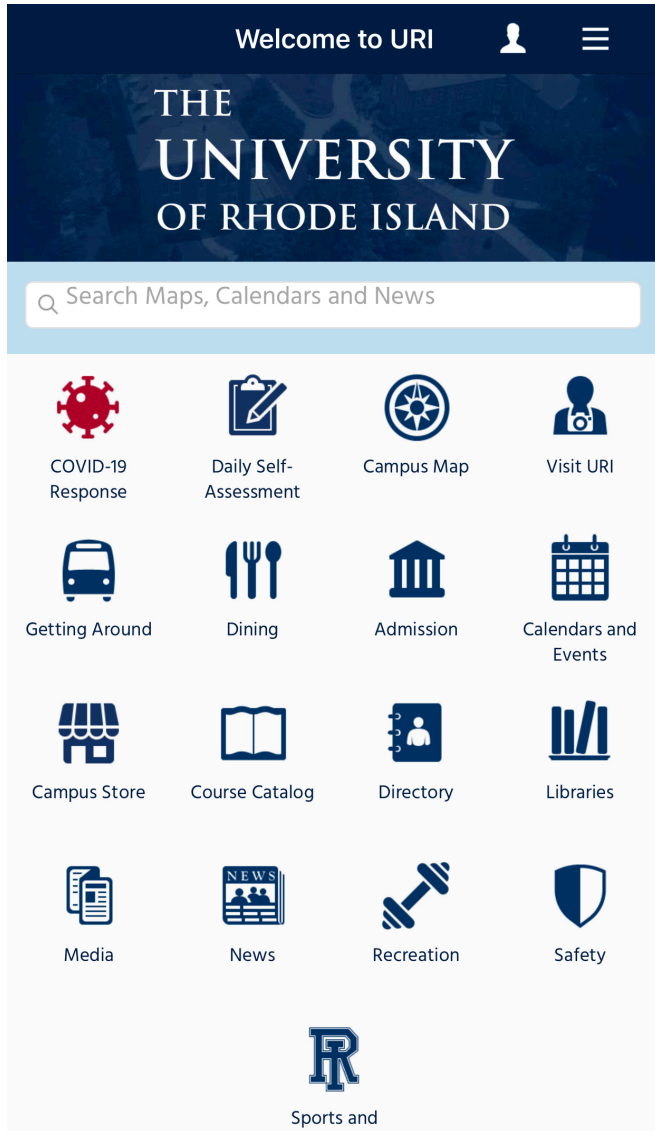 Welcome to URI
THE
UNIVERSITY
OF RHODE ISLAND
Search Maps, Calendars and News
COVID-19
Response
Daily Self-
Assessment
Campus Map
Visit URI
Getting Around
Dining
Admission
Calendars and
Events
Campus Store
Course Catalog
Directory
Libraries
NEWS
Media
News
Recreation
Safety
RI
Sports and